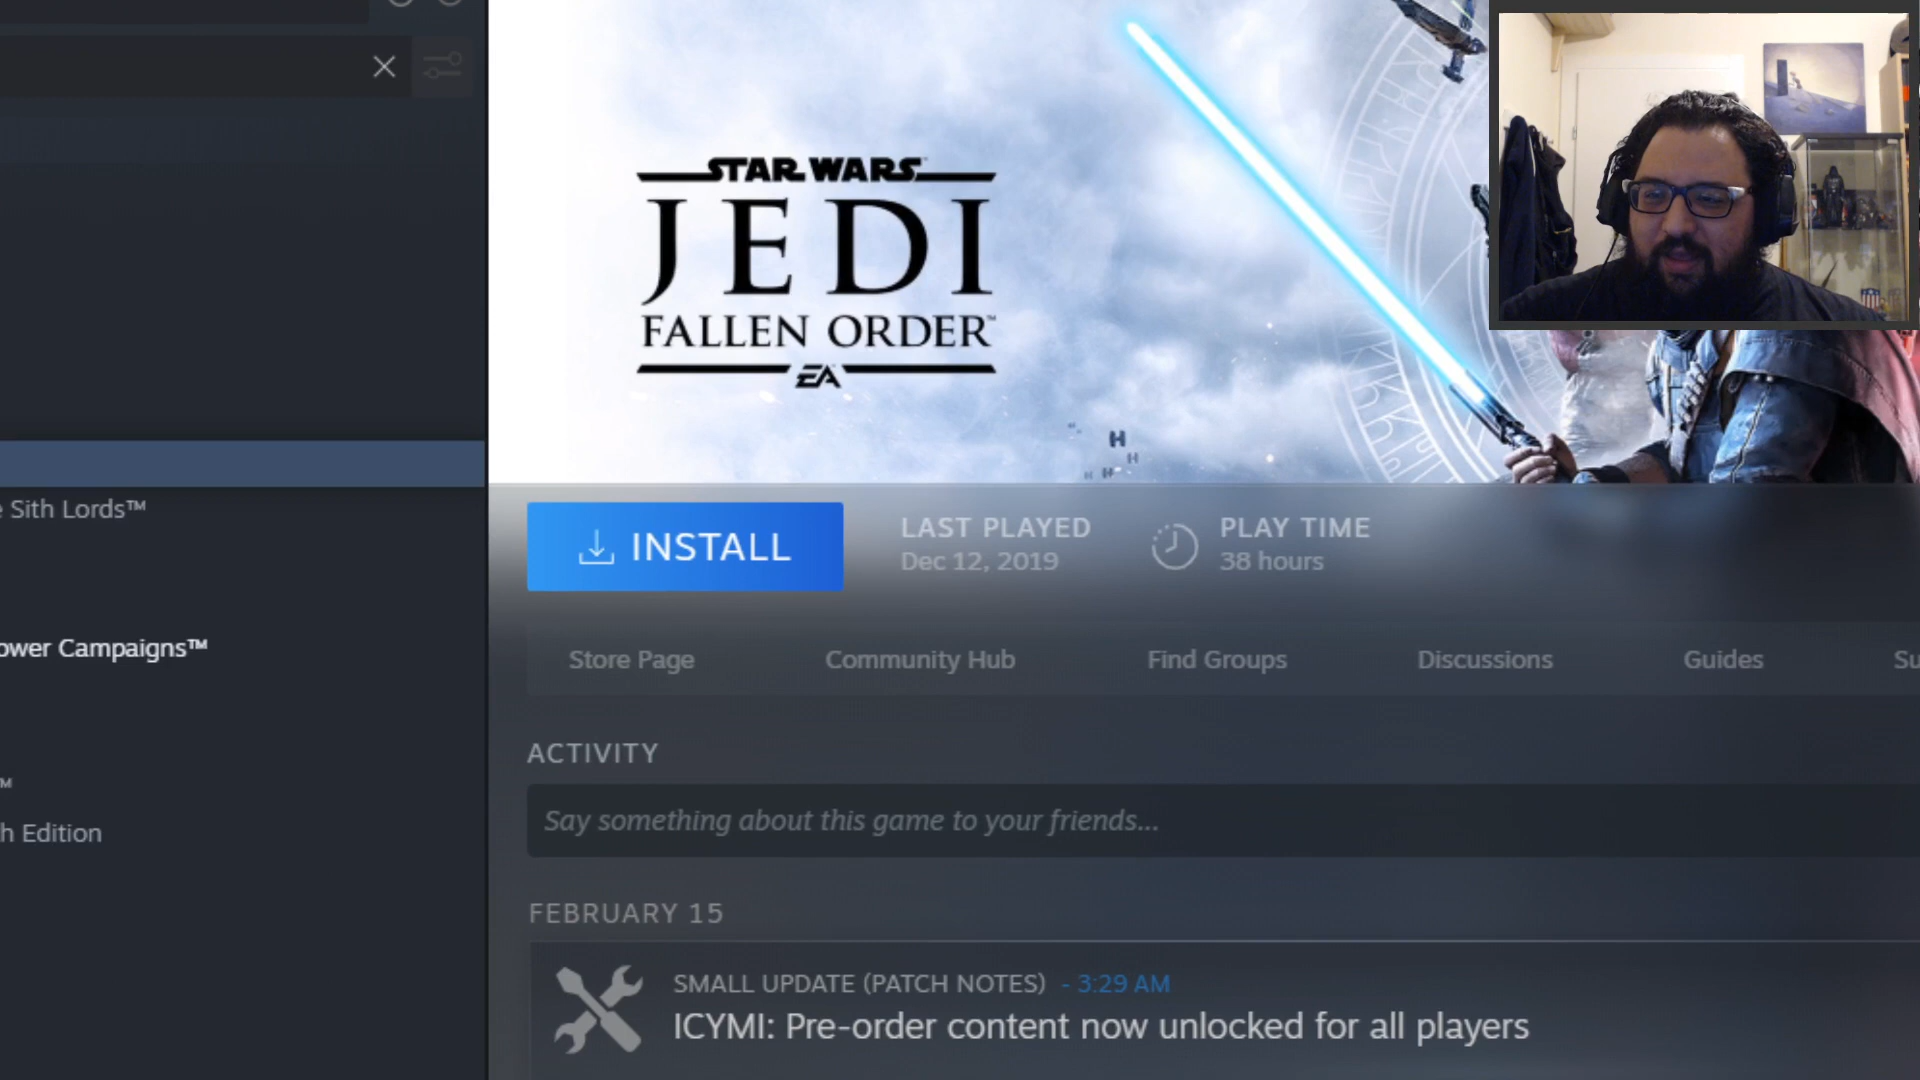 STAR WARS
JEDI
FALLEN ORDER™
EA
Sith Lords™
ower Campaigns™
™
h Edition
INSTALL
LAST PLAYED
Dec 12, 2019
PLAY TIME
38 hours
Store Page
Community Hub
Find Groups
Discussions
Guides
Su
ACTIVITY
Say something about this game to your friends...
FEBRUARY 15
SMALL UPDATE (PATCH NOTES) - 3:29 AM
ICYMI: Pre-order content now unlocked for all players